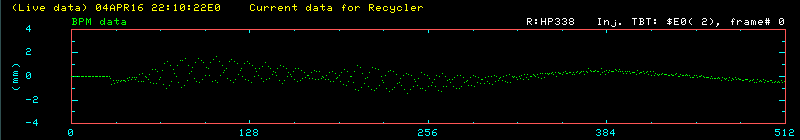 (Live data) 04APR16 22:10:22E0 Current data for Recycler
BPM data R:HP338 Inj. TBT: $E0( 2), frame# 0
4
2
0
-2
-4
(mm)
0 128 256 384 512